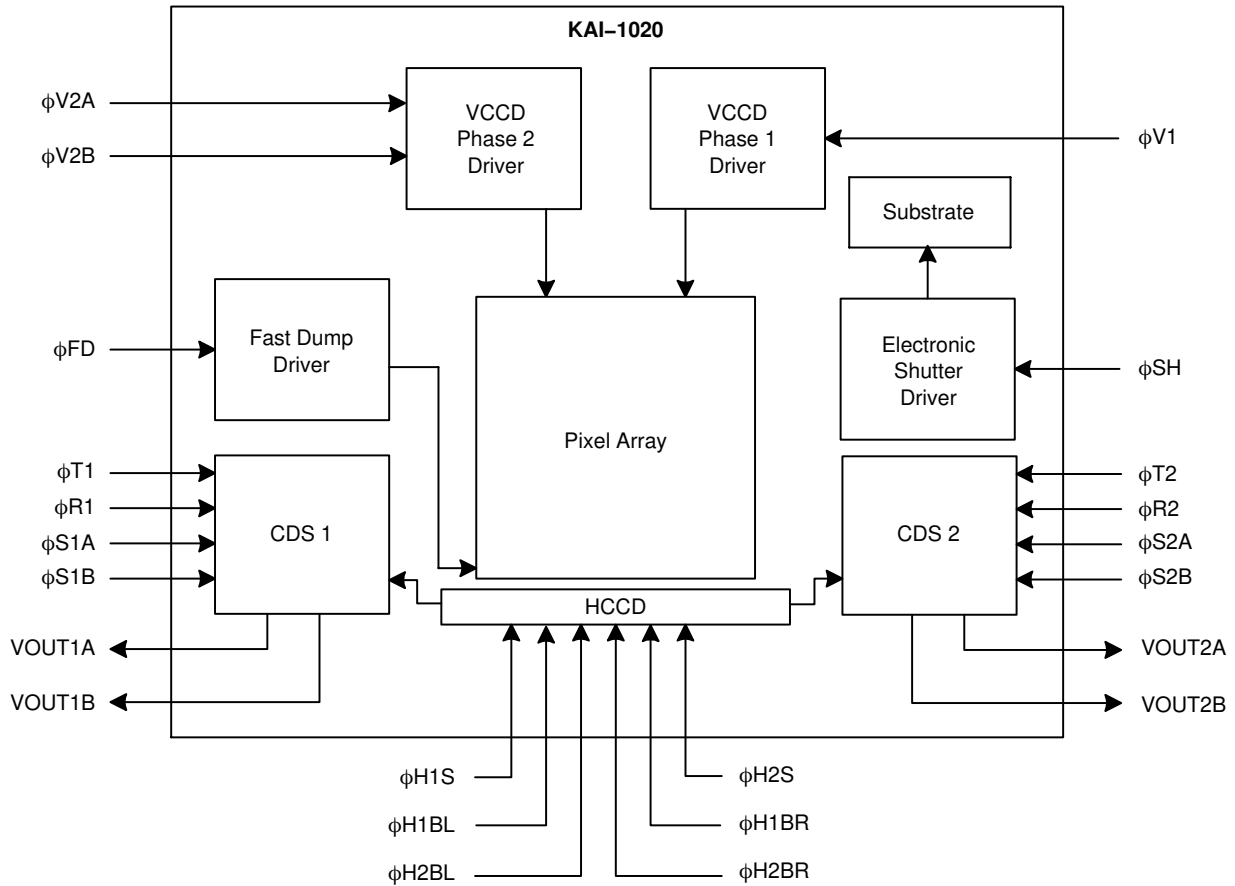 KAI–1020
ϕV2A
ϕV2B
VCCD
Phase 2
Driver
VCCD
Phase 1
Driver
ϕV1
Substrate
ϕFD
Fast Dump
Driver
Electronic
Shutter
Driver
ϕSH
Pixel Array
ϕT1
ϕR1
ϕS1A
ϕS1B
CDS 1
CDS 2
ϕT2
ϕR2
ϕS2A
ϕS2B
HCCD
VOUT1A
VOUT1B
VOUT2A
VOUT2B
ϕH1S
ϕH2S
ϕH1BL
ϕH1BR
ϕH2BL
ϕH2BR